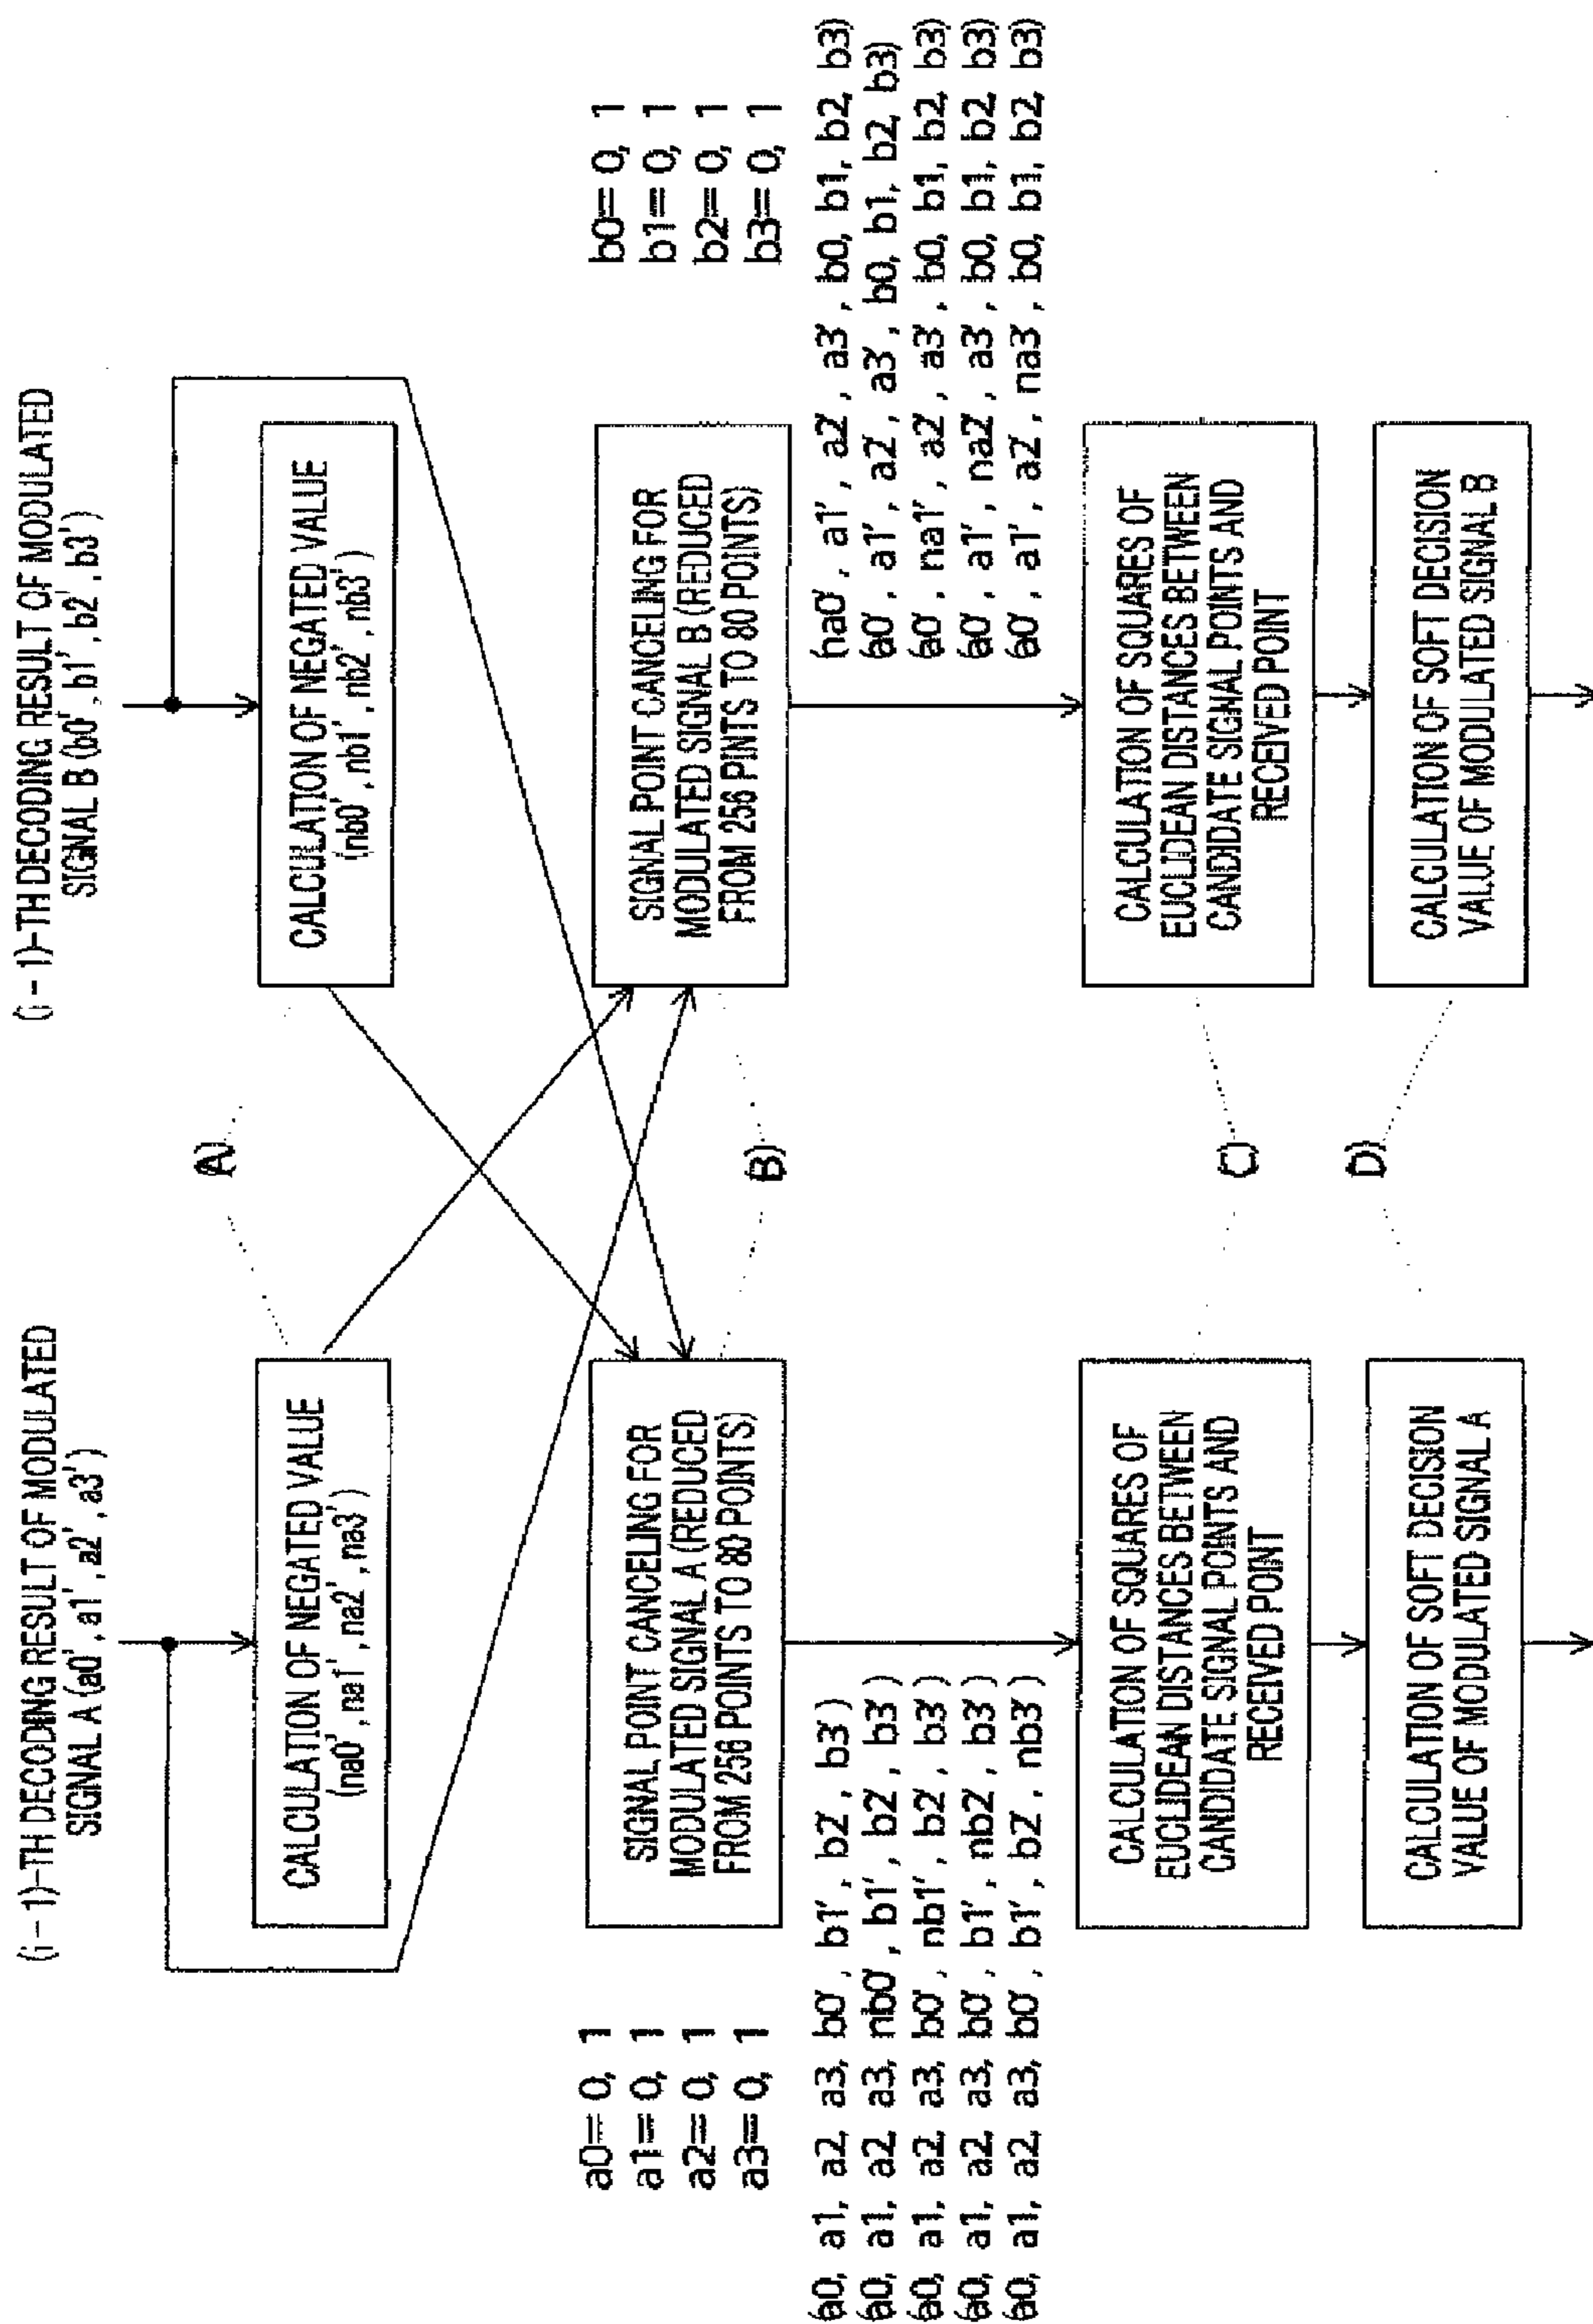 (i - 1)-TH DECODING RESULT OF MODULATED
SIGNAL A (a0', a1', a2', a3')
(i - 1)-TH DECODING RESULT OF MODULATED
SIGNAL B (b0', b1', b2', b3')
A)
CALCULATION OF NEGATED VALUE
(na0', na1', na2', na3')
CALCULATION OF NEGATED VALUE
(nb0', nb1', nb2', nb3')
a0=0, 1
a1=0, 1
a2=0, 1
a3=0, 1
SIGNAL POINT CANCELING FOR
MODULATED SIGNAL A (REDUCED
FROM 256 POINTS TO 80 POINTS)
B)
SIGNAL POINT CANCELING FOR
MODULATED SIGNAL B (REDUCED
FROM 256 PINTS TO 80 POINTS)
b0=0, 1
b1=0, 1
b2=0, 1
b3=0, 1
(a0, a1, a2, a3, b0', b1', b2', b3')
(a0, a1, a2, a3, nb0', b1', b2', b3')
(a0, a1, a2, a3, b0', nb1', b2', b3')
(a0, a1, a2, a3, b0', b1', nb2', b3')
(a0, a1, a2, a3, b0', b1', b2', nb3')
(na0', a1', a2', a3', b0, b1, b2, b3)
(a0', a1', a2', a3', b0, b1, b2, b3)
(a0', na1', a2', a3', b0, b1, b2, b3)
(a0', a1', na2', a3', b0, b1, b2, b3)
(a0', a1', a2', na3', b0, b1, b2, b3)
CALCULATION OF SQUARES OF
EUCLIDEAN DISTANCES BETWEEN
CANDIDATE SIGNAL POINTS AND
RECEIVED POINT
C)
CALCULATION OF SQUARES OF
EUCLIDEAN DISTANCES BETWEEN
CANDIDATE SIGNAL POINTS AND
RECEIVED POINT
CALCULATION OF SOFT DECISION
VALUE OF MODULATED SIGNAL A
D)
CALCULATION OF SOFT DECISION
VALUE OF MODULATED SIGNAL B